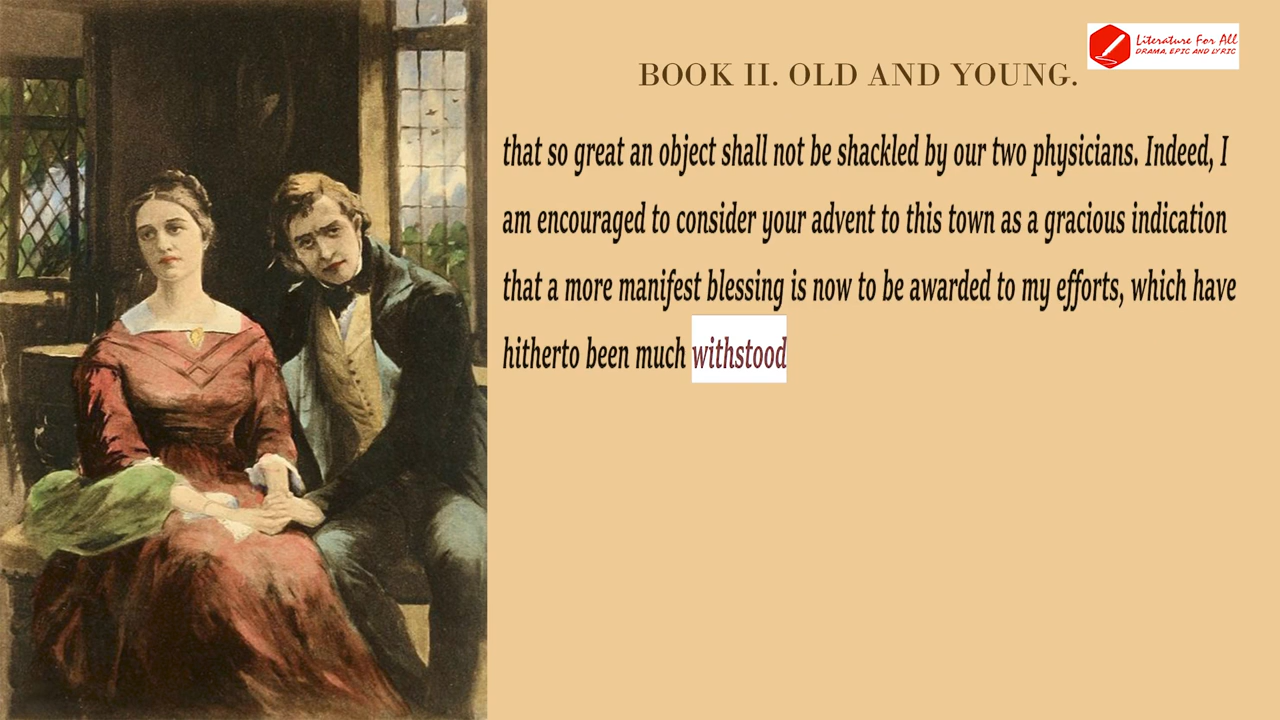 Literature For All
DRAMA, EPIC AND LYRIC
BOOK II. OLD AND YOUNG.
that so great an object shall not be shackled by our two physicians. Indeed, I
am encouraged to consider your advent to this town as a gracious indication
that a more manifest blessing is now to be awarded to my efforts, which have
hitherto been much withstood